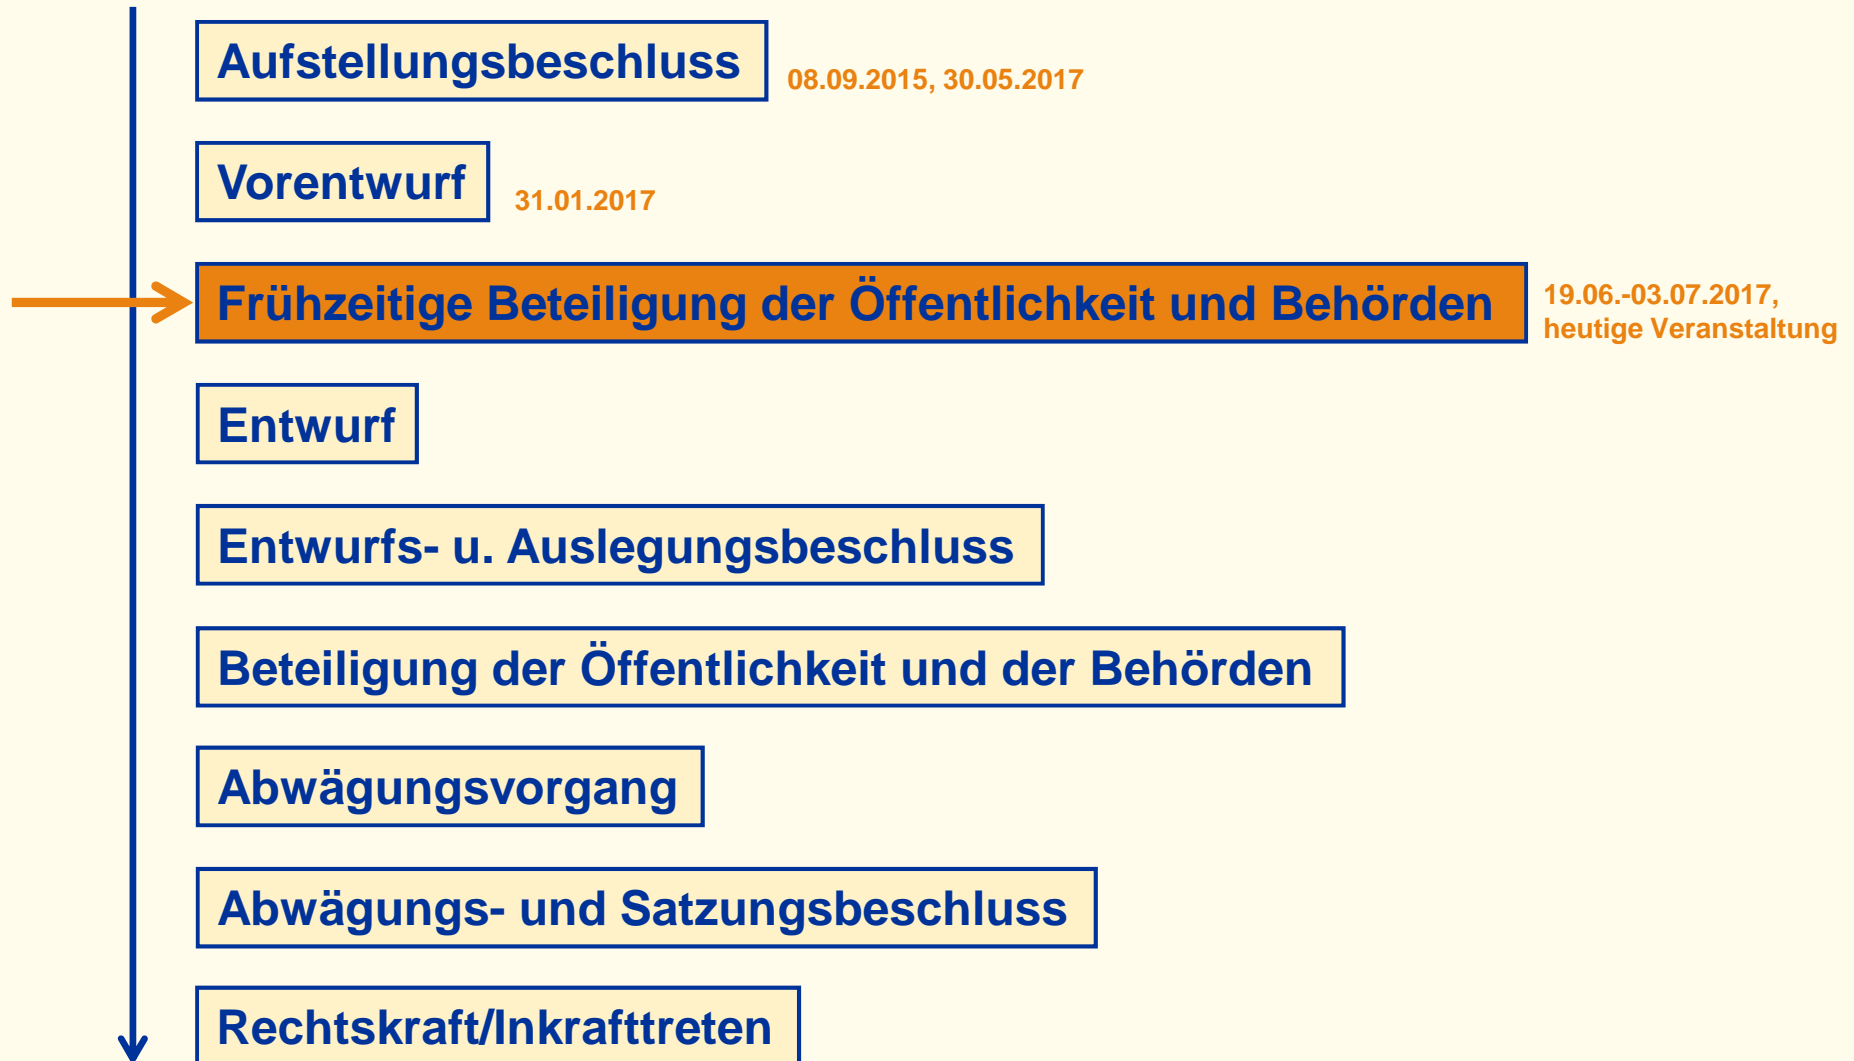 Aufstellungsbeschluss
08.09.2015, 30.05.2017
Vorentwurf
31.01.2017
Frühzeitige Beteiligung der Öffentlichkeit und Behörden
19.06.-03.07.2017,
heutige Veranstaltung
Entwurf
Entwurfs- u. Auslegungsbeschluss
Beteiligung der Öffentlichkeit und der Behörden
Abwägungsvorgang
Abwägungs- und Satzungsbeschluss
Rechtskraft/Inkrafttreten